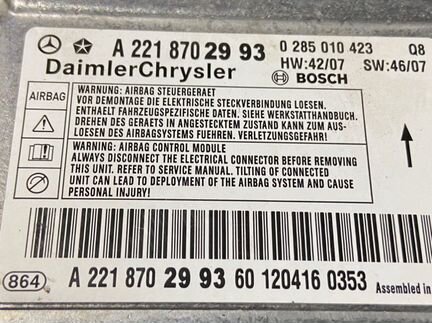 A 221 870 29 93 0 285 010 423 Q8
DaimlerChrysler HW:42/07 BOSCH SW:46/07
AIRBAG
WARNUNG: AIRBAG STEUERGERAET
VOR DEMONTAGE DIE ELEKTRISCHE STECKVERBINDUNG LOESEN.
ENTHAELT FAHRZEUGSPEZIFISCHE DATEN. (SIEHE WERKSTATTHANDBUCH.
DREHEN DES GERAETS IN ANGESTECKTEM ZUSTAND KANN ZUM AUS-
LOESEN DES AIRBAGSYSTEMS FUEHREN. VERLETZUNGSGEFAHR!
WARNING: AIRBAG CONTROL MODULE
ALWAYS DISCONNECT THE ELECTRICAL CONNECTOR BEFORE REMOVING
THIS UNIT. REFER TO SERVICE MANUAL. TILTING OF CONNECTED
UNIT CAN LEAD TO DEPLOYMENT OF THE AIRBAG SYSTEM AND CAUSE
PERSONAL INJURY!
864 A 221 870 29 93 60 120416 0353 Assembled in